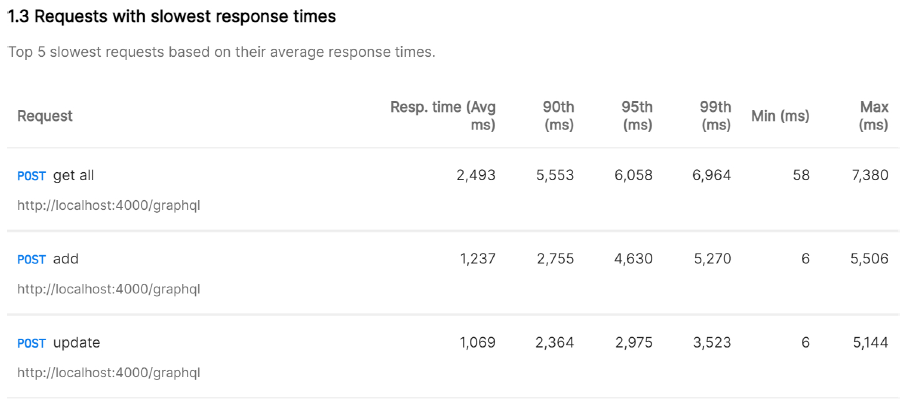 1.3 Requests with slowest response times
Top 5 slowest requests based on their average response times.
Request Resp. time (Avg ms) 90th (ms) 95th (ms) 99th (ms) Min (ms) Max (ms)
POST get all 2,493 5,553 6,058 6,964 58 7,380
http://localhost:4000/graphql
POST add 1,237 2,755 4,630 5,270 6 5,506
http://localhost:4000/graphql
POST update 1,069 2,364 2,975 3,523 6 5,144
http://localhost:4000/graphql